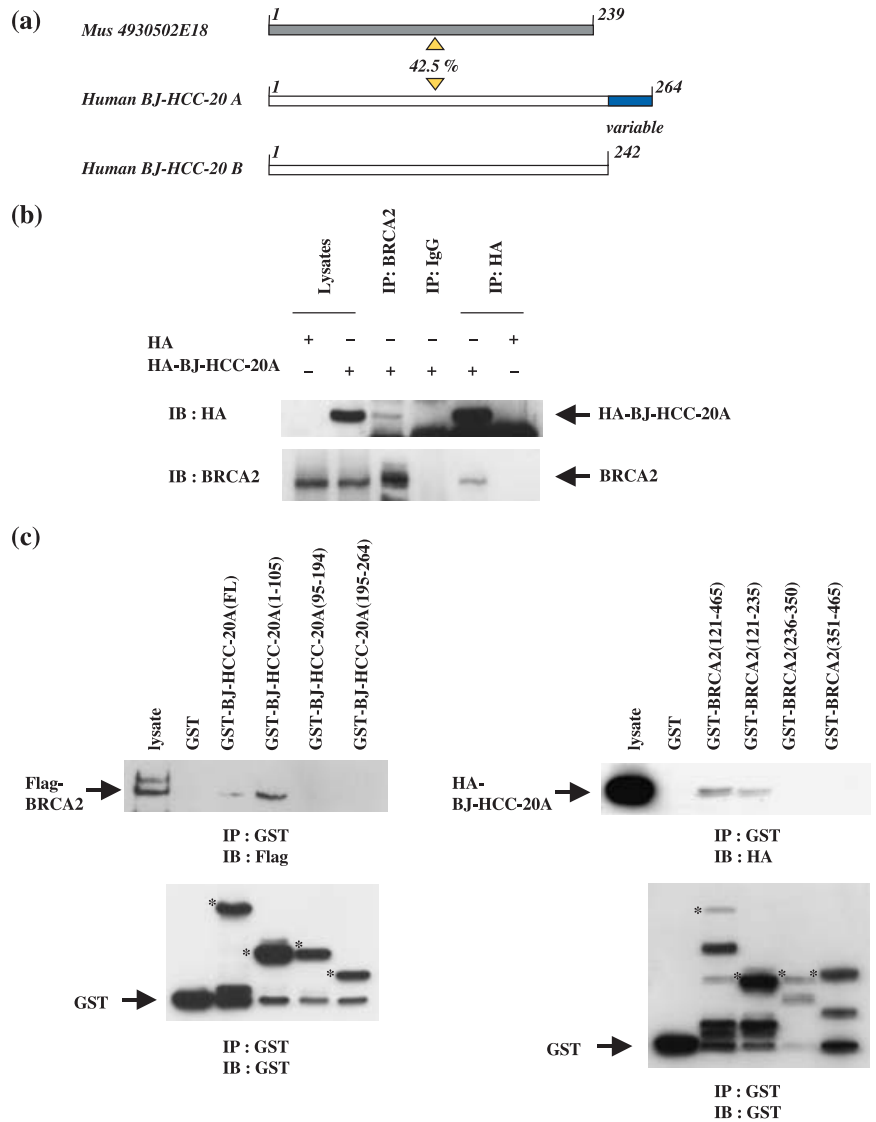 (a)
1 239
Mus 4930502E18
42.5 %
1 264
Human BJ-HCC-20 A
variable
1 242
Human BJ-HCC-20 B
(b)
Lysates
IP: BRCA2
IP: IgG
IP: HA
HA + – – – – +
HA-BJ-HCC-20A – + + + + –
IB : HA HA-BJ-HCC-20A
IB : BRCA2 BRCA2
(c)
lysate
GST
GST-BJ-HCC-20A(FL)
GST-BJ-HCC-20A(1-105)
GST-BJ-HCC-20A(95-194)
GST-BJ-HCC-20A(195-264)
Flag-
BRCA2
IP : GST
IB : Flag
* * * *
GST
IP : GST
IB : GST
lysate
GST
GST-BRCA2(121-465)
GST-BRCA2(121-235)
GST-BRCA2(236-350)
GST-BRCA2(351-465)
HA-
BJ-HCC-20A
IP : GST
IB : HA
* * * *
GST
IP : GST
IB : GST